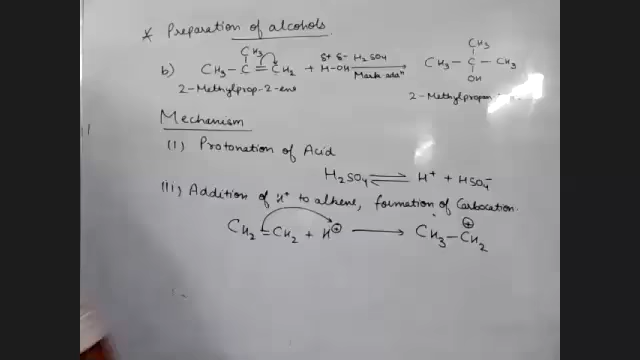 * Preparation of alcohols.
CH3 CH3
b) CH3 – C = CH2 + H–OH δ+ δ- H2SO4 Mark. addn CH3 – C – CH3
OH
2-Methylprop-2-ene 2-Methylpropan
Mechanism
(i) Protonation of Acid
H2SO4 ⇌ H+ + HSO4-
(ii) Addition of H+ to alkene, formation of Carbocation.
CH2 = CH2 + H⊕ → CH3 – CH2 ⊕